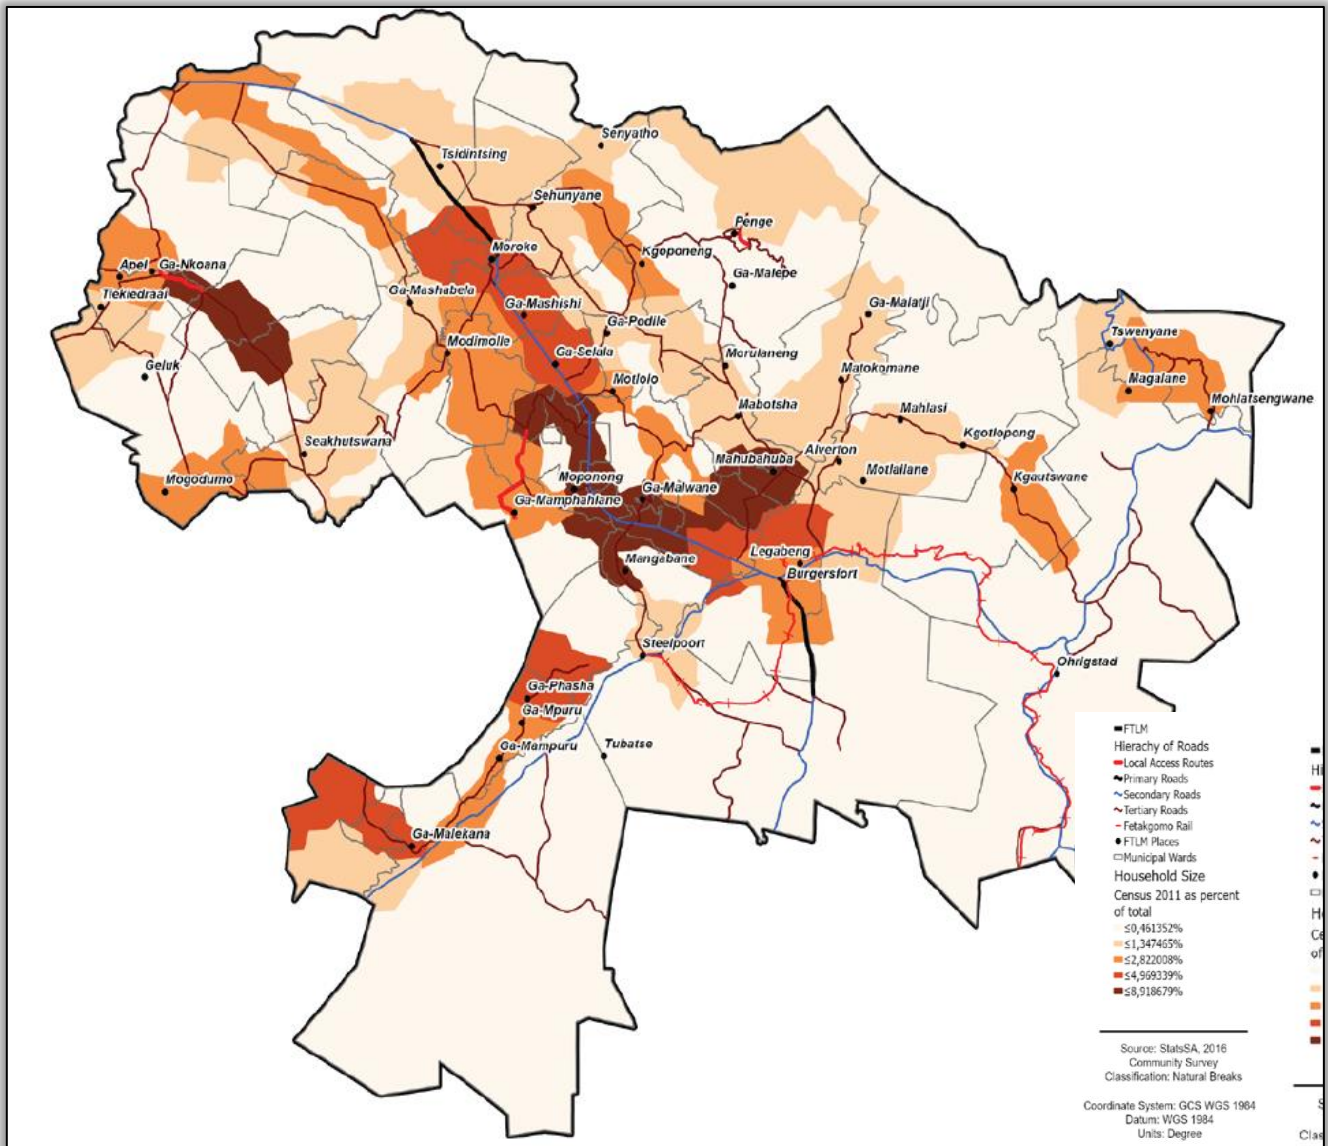 Senyatho
Tsidintsing
Sehunyane
Penge
Moroke
Kgoponeng
Apel
Ga-Nkoana
Ga-Malepe
Ga-Mashabela
Ga-Mashishi
Ga-Malatji
Tswenyane
Ga-Podile
Modimolle
Ga-Selala
Morulaneng
Geluk
Motlolo
Matokomane
Magalane
Mohlatsengwane
Mabotsha
Mahlasi
Seakhutswana
Kgotlopong
Alverton
Mahubahuba
Motlailane
Mogodumo
Moponong
Ga-Malwane
Kgautswane
Ga-Mamphahlane
Mangabane
Legabeng
Burgersfort
Steelpoort
Ohrigstad
Ga-Phasha
Ga-Mpuru
Ga-Mampuru
Tubatse
Ga-Malekana
FTLM
Hierachy of Roads
Local Access Routes
Primary Roads
Secondary Roads
Tertiary Roads
Fetakgomo Rail
FTLM Places
Municipal Wards
Household Size
Census 2011 as percent
of total
≤0,461352%
≤1,347465%
≤2,822008%
≤4,969339%
≤8,918679%
Source: StatsSA, 2016
Community Survey
Classification: Natural Breaks
Coordinate System: GCS WGS 1984
Datum: WGS 1984
Units: Degree